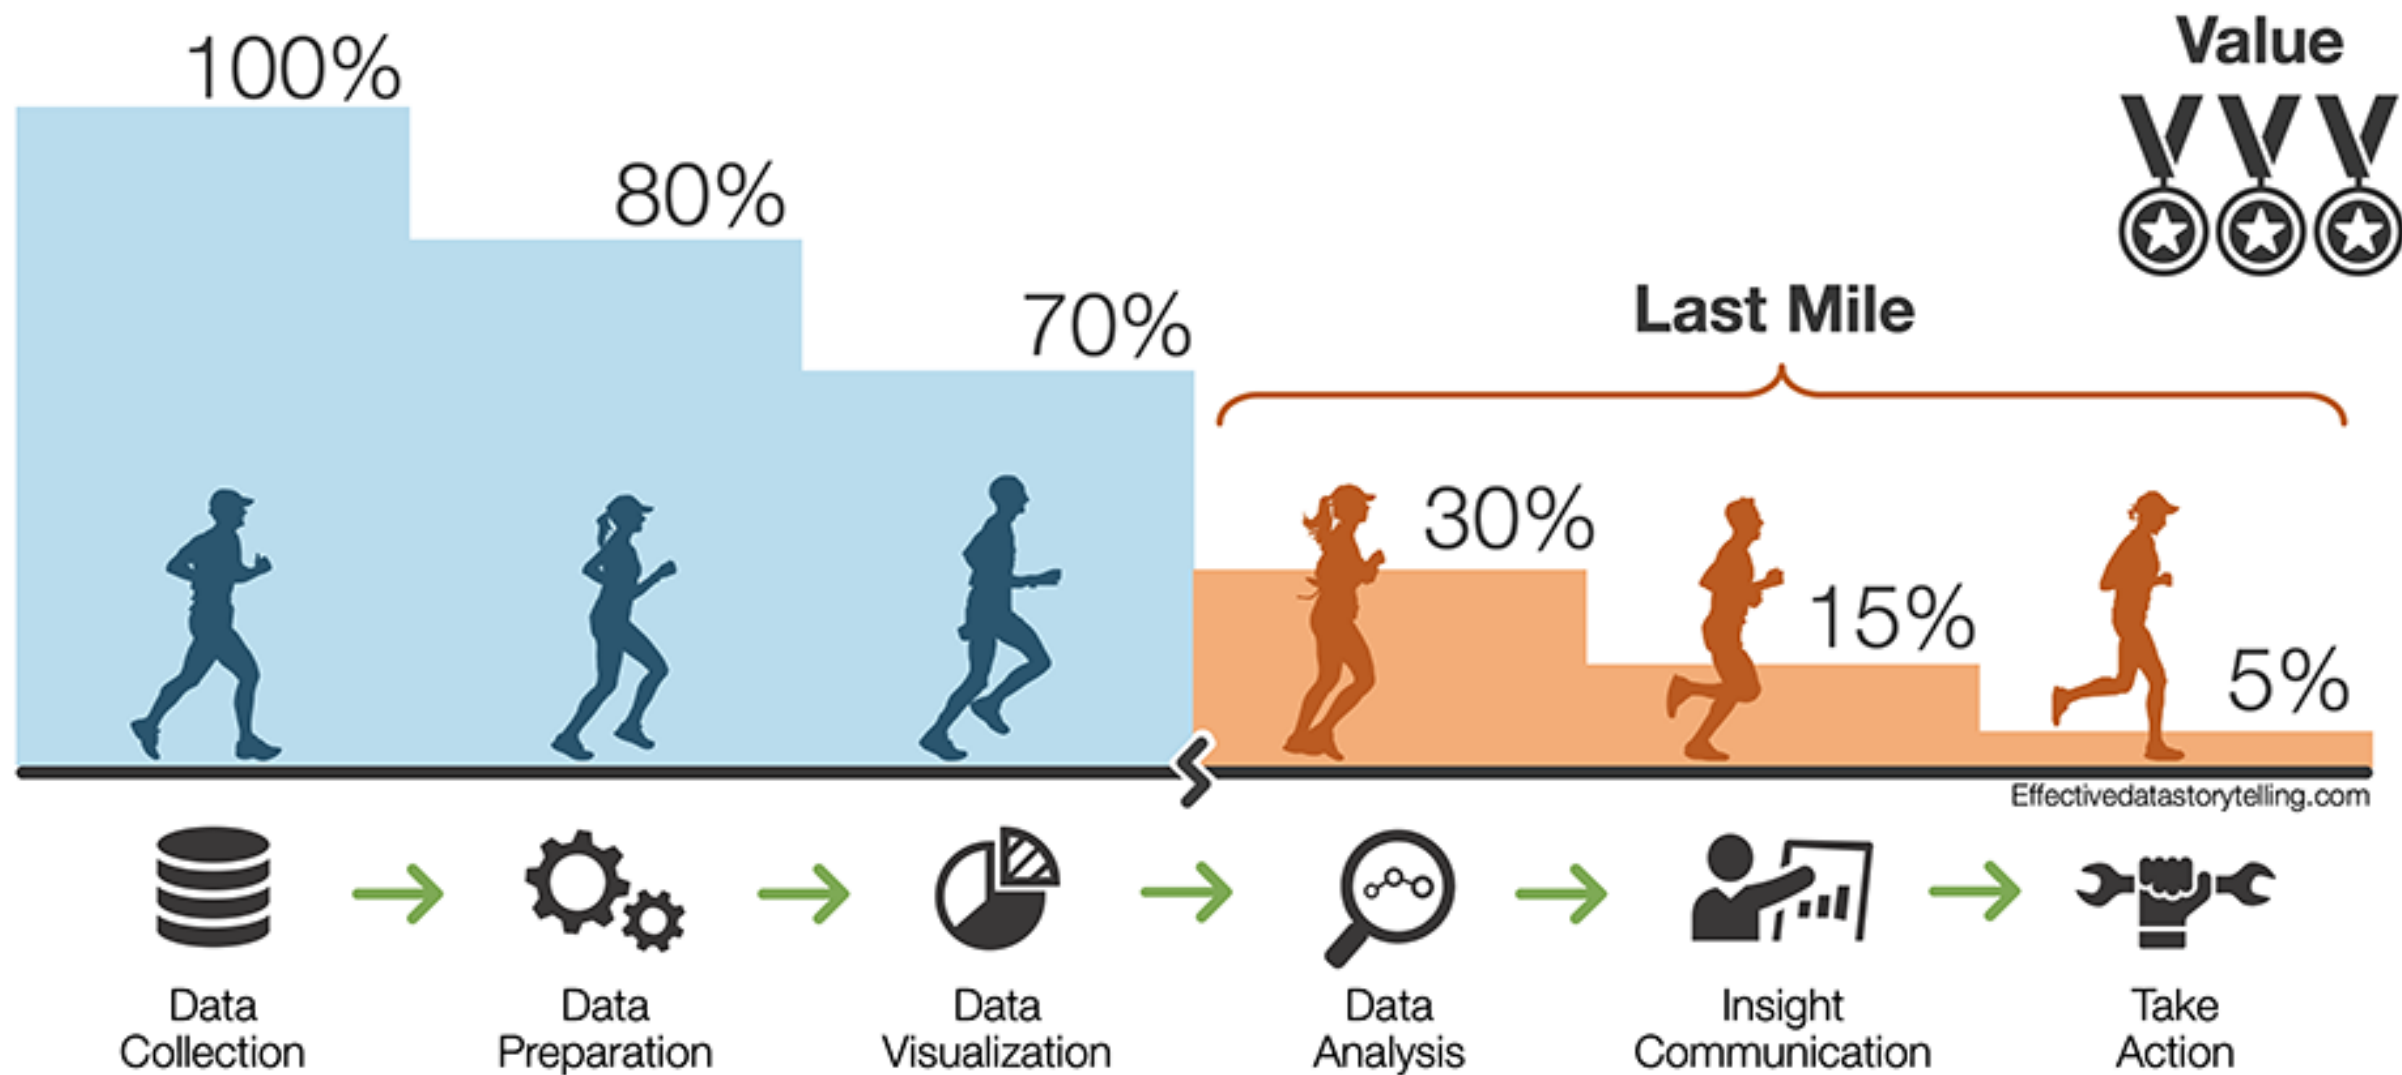 100%
80%
70%
Value
Last Mile
30%
15%
5%
Effectivedatastorytelling.com
Data
Collection
Data
Preparation
Data
Visualization
Data
Analysis
Insight
Communication
Take
Action